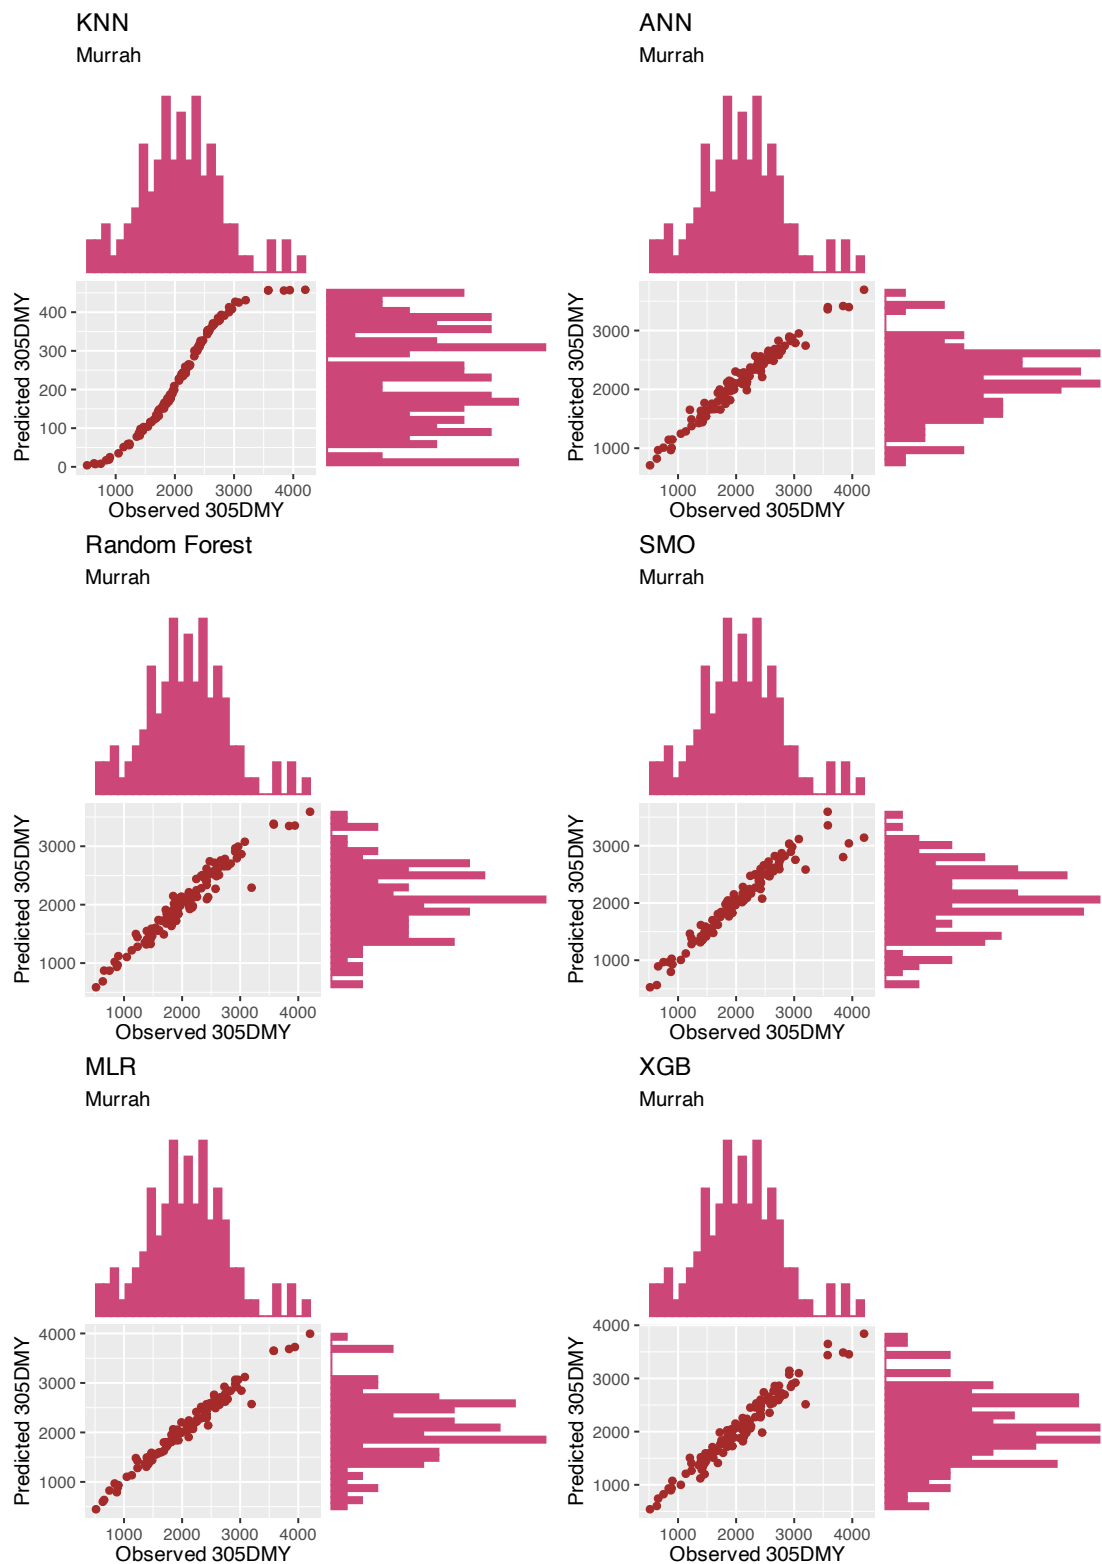 KNN
Murrah
Predicted 305DMY
400
300
200
100
0
1000 2000 3000 4000
Observed 305DMY
ANN
Murrah
Predicted 305DMY
3000
2000
1000
1000 2000 3000 4000
Observed 305DMY
Random Forest
Murrah
Predicted 305DMY
3000
2000
1000
1000 2000 3000 4000
Observed 305DMY
SMO
Murrah
Predicted 305DMY
3000
2000
1000
1000 2000 3000 4000
Observed 305DMY
MLR
Murrah
Predicted 305DMY
4000
3000
2000
1000
1000 2000 3000 4000
Observed 305DMY
XGB
Murrah
Predicted 305DMY
4000
3000
2000
1000
1000 2000 3000 4000
Observed 305DMY